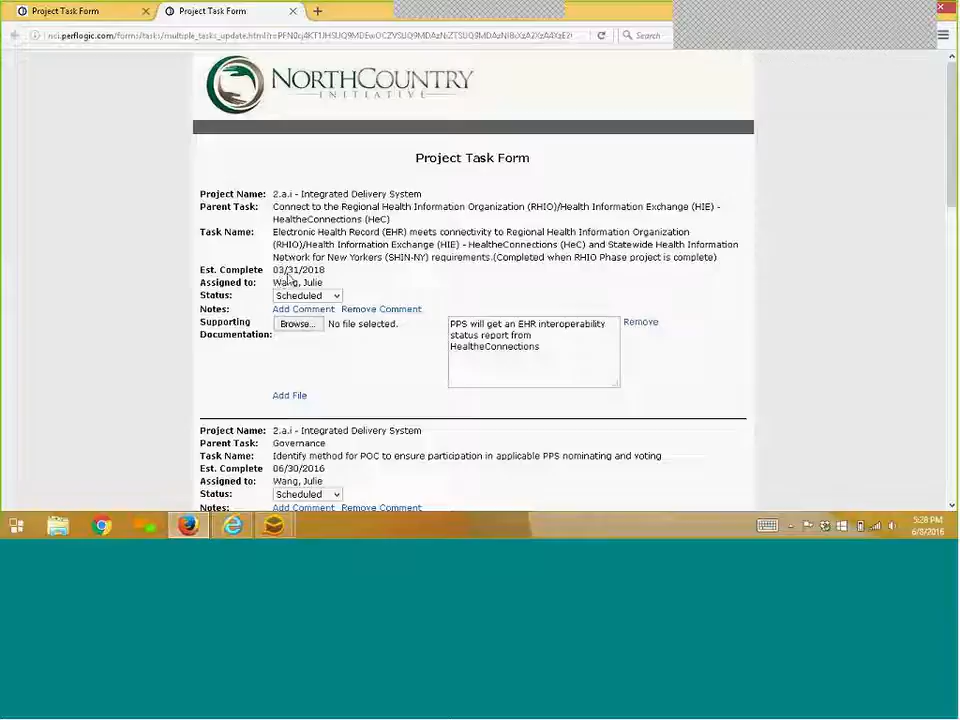 Project Task Form
Project Task Form
Search
NORTHCOUNTRY
INITIATIVE
Project Task Form
Project Name: 2.a.i - Integrated Delivery System
Parent Task: Connect to the Regional Health Information Organization (RHIO)/Health Information Exchange (HIE) -
HealtheConnections (HeC)
Task Name: Electronic Health Record (EHR) meets connectivity to Regional Health Information Organization
(RHIO)/Health Information Exchange (HIE) - HealtheConnections (HeC) and Statewide Health Information
Network for New Yorkers (SHIN-NY) requirements.(Completed when RHIO Phase project is complete)
Est. Complete 03/31/2018
Assigned to: Wang, Julie
Status: Scheduled
Notes: Add Comment Remove Comment
Supporting
Documentation:
Browse... No file selected.
PPS will get an EHR interoperability
status report from
HealtheConnections
Remove
Add File
Project Name: 2.a.i - Integrated Delivery System
Parent Task: Governance
Task Name: Identify method for POC to ensure participation in applicable PPS nominating and voting
Est. Complete 06/30/2016
Assigned to: Wang, Julie
Status: Scheduled
Notes: Add Comment Remove Comment
5:28 PM
6/8/2016